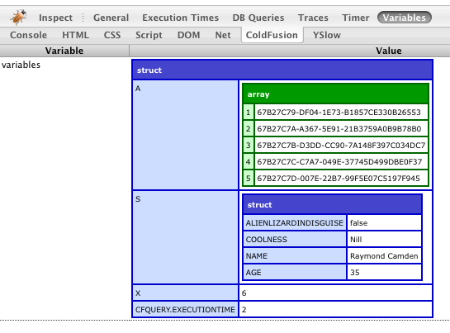 Inspect General Execution Times DB Queries Traces Timer Variables
Console HTML CSS Script DOM Net ColdFusion YSlow
Variable Value
variables
struct
A
array
1 67B27C79-DF04-1E73-B1857CE330B26553
2 67B27C7A-A367-5E91-21B3759A0B9B78B0
3 67B27C7B-D3DD-CC90-7A148F397C034DC7
4 67B27C7C-C7A7-049E-37745D499DBE0F37
5 67B27C7D-007E-22B7-99F5E07C5197F945
S
struct
ALIENLIZARDINDISGUISE false
COOLNESS Nill
NAME Raymond Camden
AGE 35
X 6
CFQUERY.EXECUTIONTIME 2